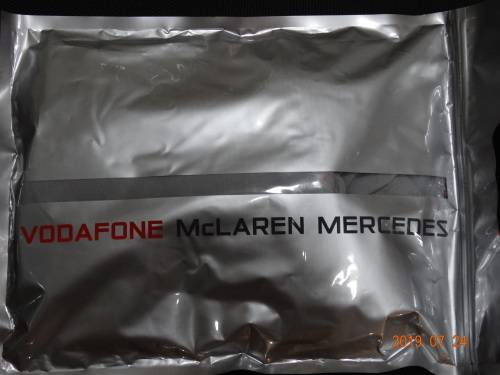 VODAFONE McLAREN MERCEDES
2019 07 24